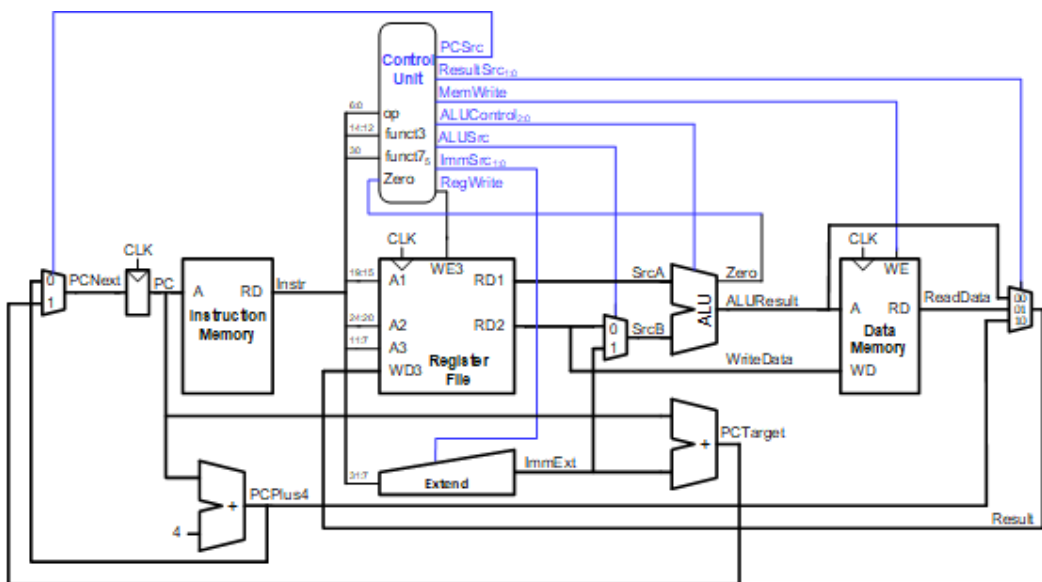 PCSrc
Control
Unit
ResultSrc1:0
MemWrite
6:0
op
ALUControl2:0
14:12
funct3
ALUSrc
30
funct75
ImmSrc1:0
Zero
RegWrite
CLK
CLK
CLK
0
1
PCNext
PC
A
RD
Instr
Instruction
Memory
19:15
A1
WE3
RD1
24:20
A2
RD2
11:7
A3
WD3
Register
File
0
1
SrcA
SrcB
ALU
Zero
ALUResult
WriteData
WE
A
RD
Data
Memory
WD
ReadData
00
01
10
31:7
Extend
ImmExt
+
PCTarget
4
+
PCPlus4
Result